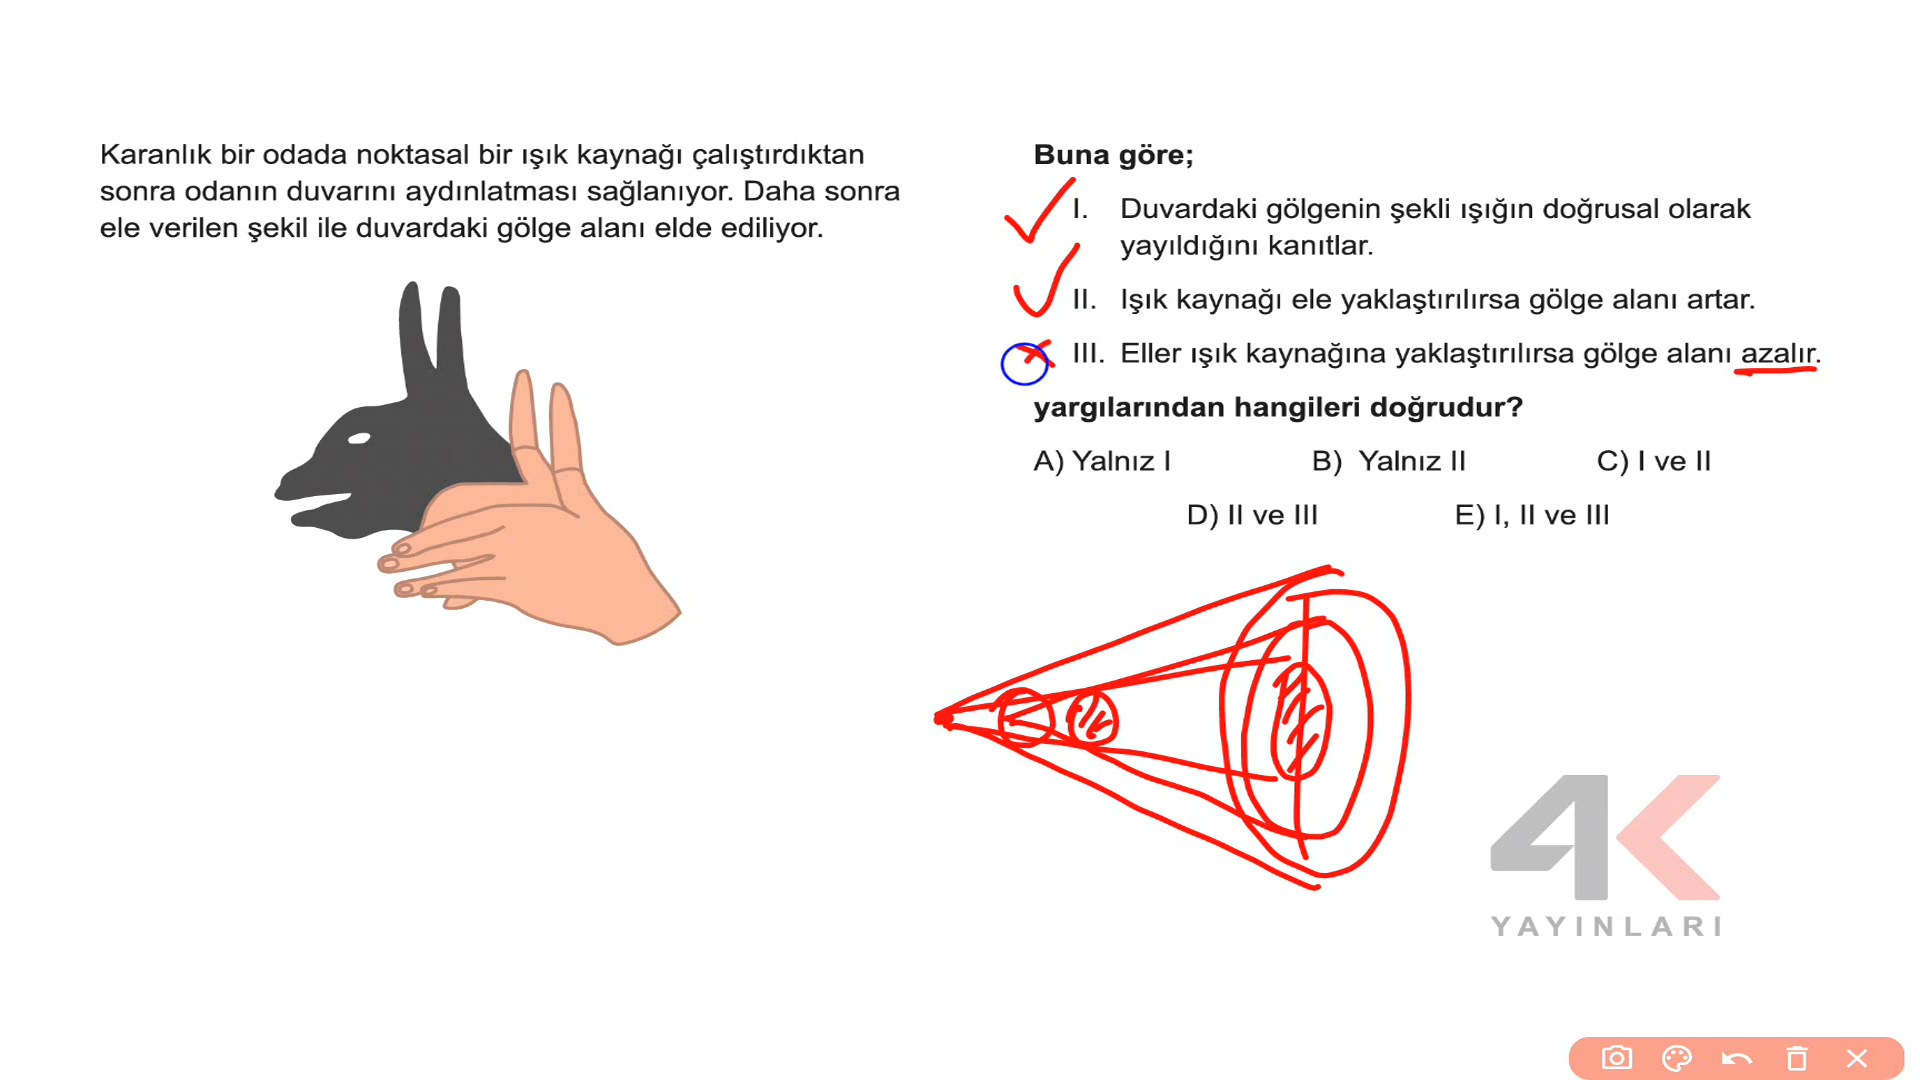 Karanlık bir odada noktasal bir ışık kaynağı çalıştırdıktan
sonra odanın duvarını aydınlatması sağlanıyor. Daha sonra
ele verilen şekil ile duvardaki gölge alanı elde ediliyor.
Buna göre;
I. Duvardaki gölgenin şekli ışığın doğrusal olarak
yayıldığını kanıtlar.
II. Işık kaynağı ele yaklaştırılırsa gölge alanı artar.
III. Eller ışık kaynağına yaklaştırılırsa gölge alanı azalır.
yargılarından hangileri doğrudur?
A) Yalnız I B) Yalnız II C) I ve II
D) II ve III E) I, II ve III
4K
YAYINLARI